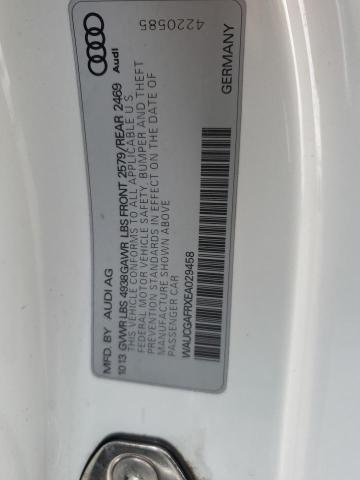 MFD. BY AUDI AG
10 13 GVWR LBS 4938 GAWR LBS FRONT 2579/REAR 2469
THIS VEHICLE CONFORMS TO ALL APPLICABLE U S
FEDERAL MOTOR VEHICLE SAFETY, BUMPER AND THEFT
PREVENTION STANDARDS IN EFFECT ON THE DATE OF
MANUFACTURE SHOWN ABOVE
PASSENGER CAR
WAUCGAFRXEA029458
Audi
4220585
GERMANY